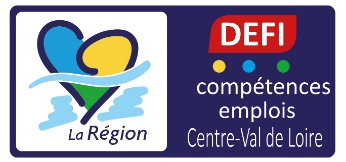 La Région
DEFI
compétences
emplois
Centre-Val de Loire